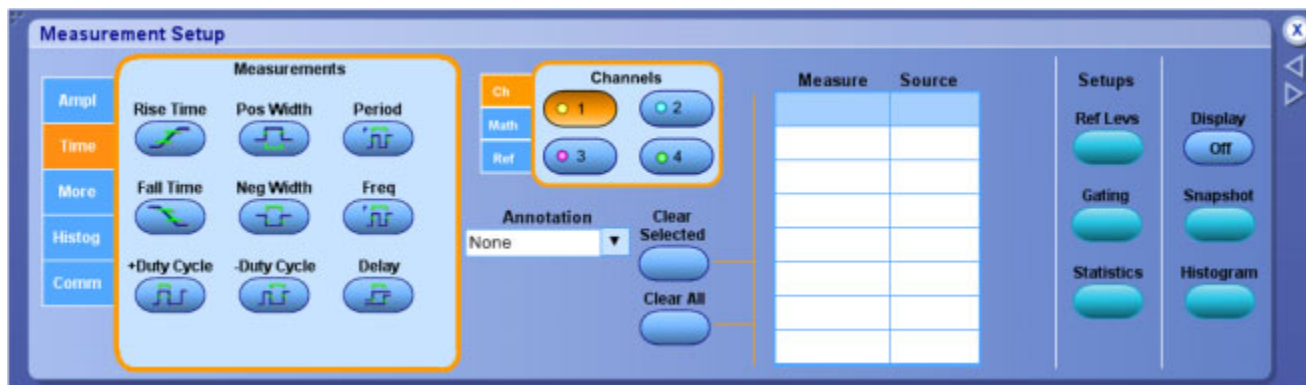 Measurement Setup
X
Ampl
Time
More
Histog
Comm
Measurements
Rise Time
Pos Width
Period
Fall Time
Neg Width
Freq
+Duty Cycle
-Duty Cycle
Delay
Ch
Math
Ref
Channels
1
2
3
4
Annotation
None
Clear
Selected
Clear All
Measure
Source
Setups
Ref Levs
Gating
Statistics
Display
Off
Snapshot
Histogram